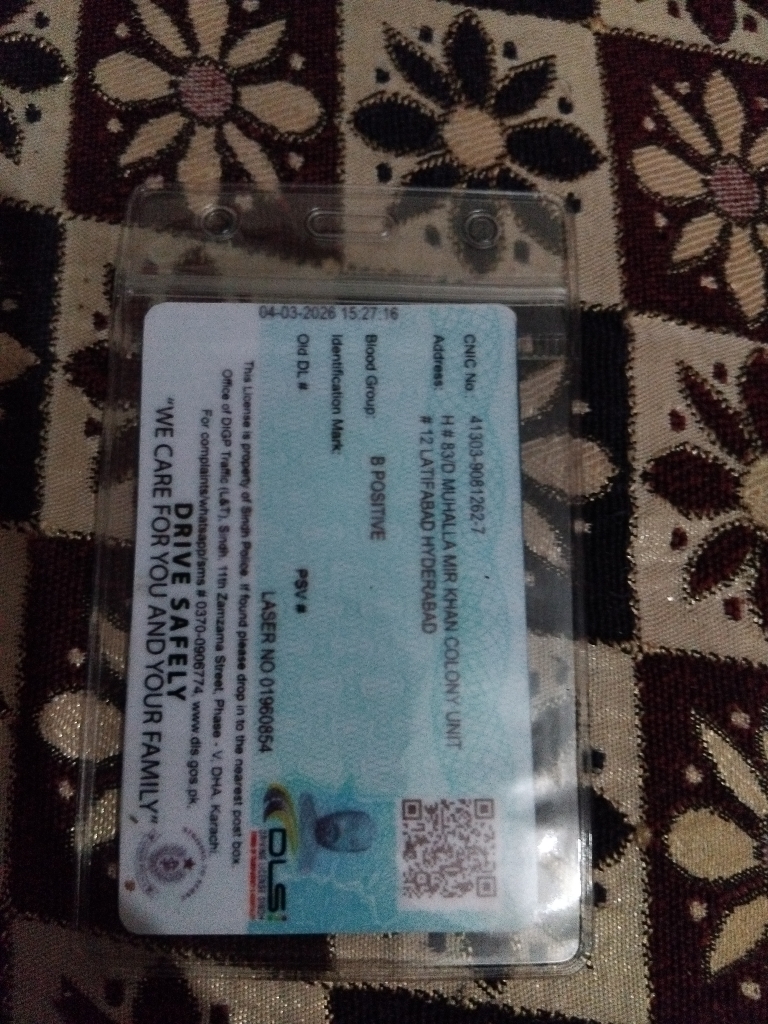 04-03-2026 15:27:16
CNIC No. 41303-9081262-7
Address: H # 83/D MUHALLA MIR KHAN COLONY UNIT
# 12 LATIFABAD HYDERABAD
Blood Group: B POSITIVE
Identification Mark:
Old DL # PSV #
LASER NO 01960854
DLS
This License is property of Sindh Police. If found please drop in to the nearest post box.
Office of DIGP Traffic (L&T), Sindh, 11th Zamzama Street, Phase - V, DHA, Karachi.
For complaints/whatsapp/sms # 0370-0906774, www.dls.gos.pk
DRIVE SAFELY
"WE CARE FOR YOU AND YOUR FAMILY"